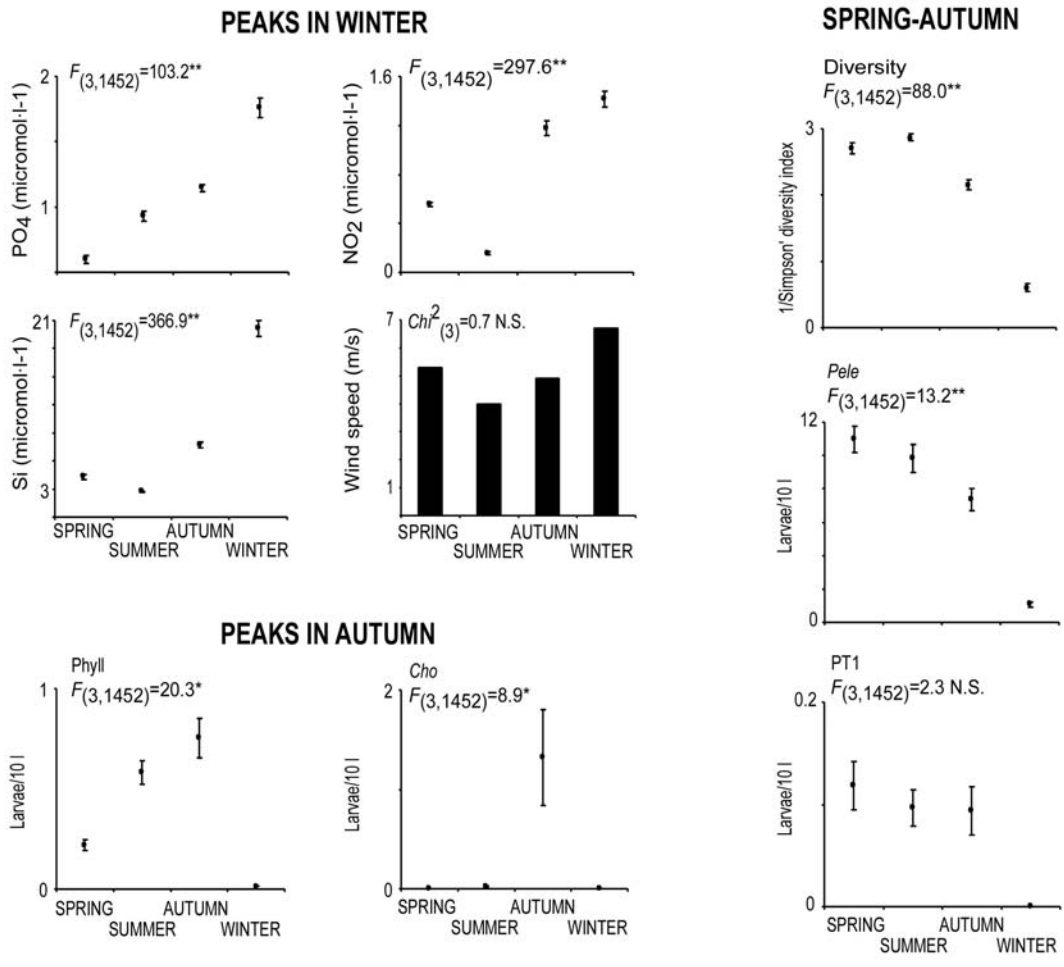 PEAKS IN WINTER
F(3,1452)=103.2**
2
1
PO4 (micromol·l-1)
F(3,1452)=297.6**
1.6
0
NO2 (micromol·l-1)
F(3,1452)=366.9**
21
3
Si (micromol·l-1)
SPRING
SUMMER
AUTUMN
WINTER
Chi2(3)=0.7 N.S.
7
1
Wind speed (m/s)
SPRING
SUMMER
AUTUMN
WINTER
PEAKS IN AUTUMN
Phyll
F(3,1452)=20.3*
1
0
Larvae/10 l
SPRING
SUMMER
AUTUMN
WINTER
Cho
F(3,1452)=8.9*
2
0
Larvae/10 l
SPRING
SUMMER
AUTUMN
WINTER
SPRING-AUTUMN
Diversity
F(3,1452)=88.0**
3
0
1/Simpson' diversity index
Pele
F(3,1452)=13.2**
12
0
Larvae/10 l
PT1
F(3,1452)=2.3 N.S.
0.2
0
Larvae/10 l
SPRING
SUMMER
AUTUMN
WINTER